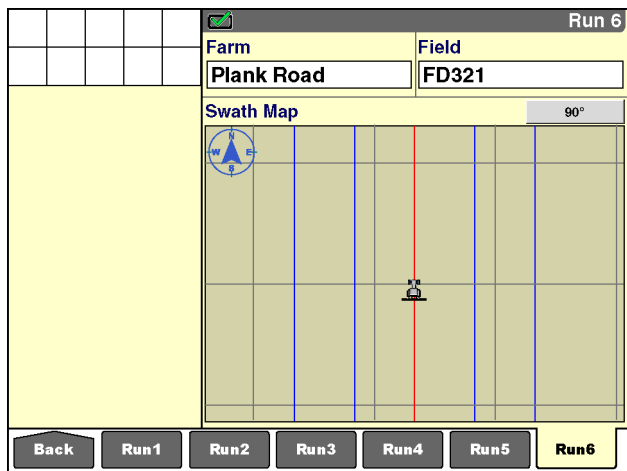 Run 6
Farm
Field
Plank Road
FD321
Swath Map
90°
N
W
E
S
Back
Run1
Run2
Run3
Run4
Run5
Run6